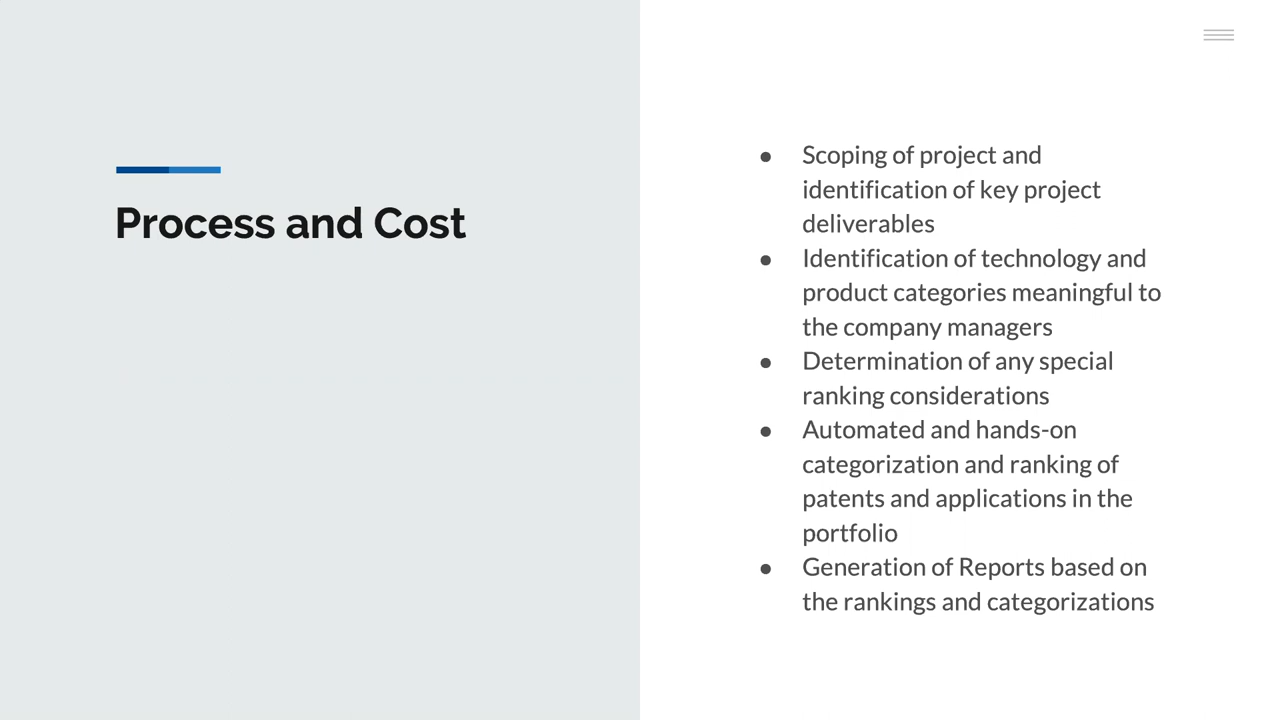 Process and Cost
● Scoping of project and
identification of key project
deliverables
● Identification of technology and
product categories meaningful to
the company managers
● Determination of any special
ranking considerations
● Automated and hands-on
categorization and ranking of
patents and applications in the
portfolio
● Generation of Reports based on
the rankings and categorizations